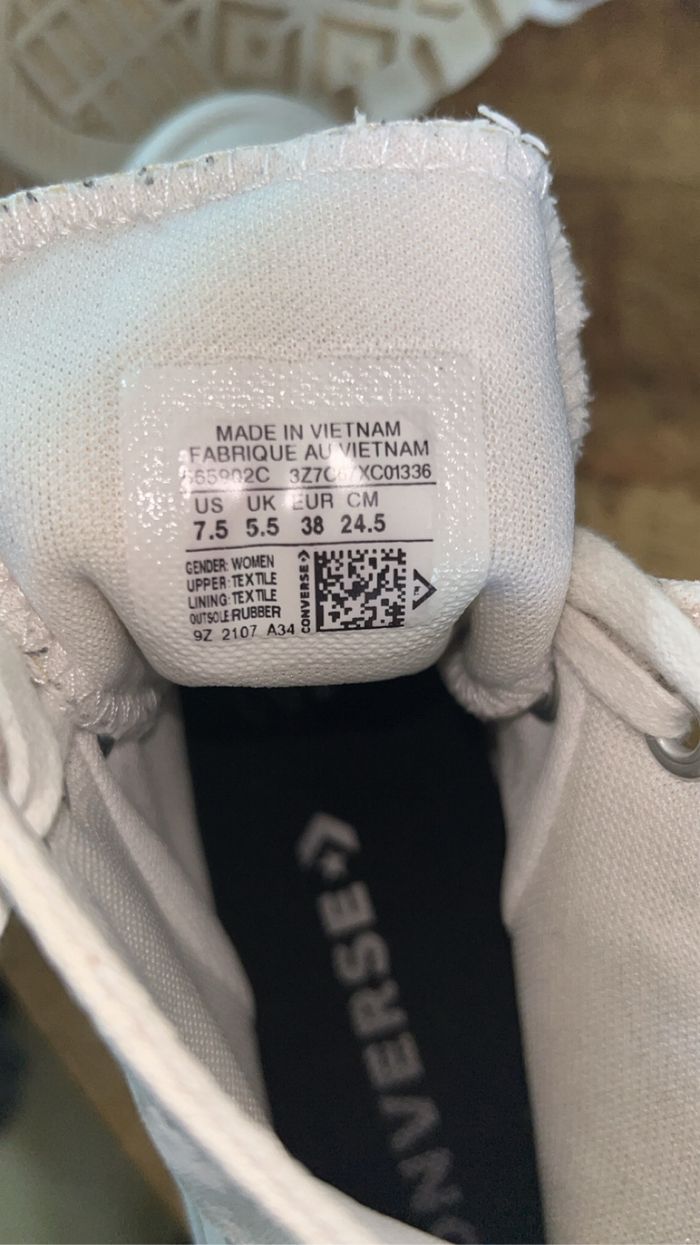 MADE IN VIETNAM
FABRIQUE AU VIETNAM
US UK EUR CM
7.5 5.5 38 24.5
GENDER: WOMEN
UPPER: TEXTILE
LINING: TEXTILE
OUTSOLE: RUBBER
9Z 2107 A34
CONVERSE
™
CONVERSE